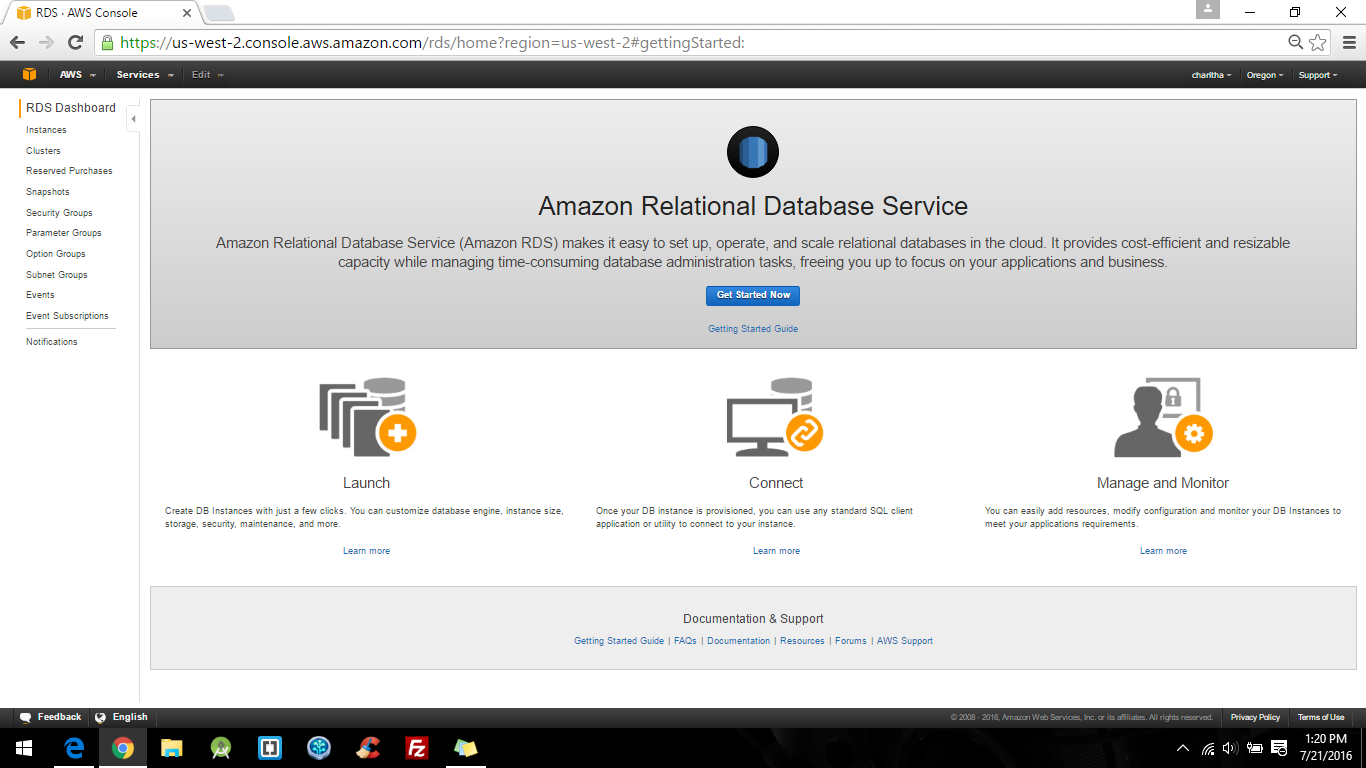 RDS · AWS Console
https://us-west-2.console.aws.amazon.com/rds/home?region=us-west-2#gettingStarted:
AWS Services Edit charitha Oregon Support
RDS Dashboard
Instances
Clusters
Reserved Purchases
Snapshots
Security Groups
Parameter Groups
Option Groups
Subnet Groups
Events
Event Subscriptions
Notifications
Amazon Relational Database Service
Amazon Relational Database Service (Amazon RDS) makes it easy to set up, operate, and scale relational databases in the cloud. It provides cost-efficient and resizable
capacity while managing time-consuming database administration tasks, freeing you up to focus on your applications and business.
Get Started Now
Getting Started Guide
Launch
Create DB Instances with just a few clicks. You can customize database engine, instance size,
storage, security, maintenance, and more.
Learn more
Connect
Once your DB instance is provisioned, you can use any standard SQL client
application or utility to connect to your instance.
Learn more
Manage and Monitor
You can easily add resources, modify configuration and monitor your DB Instances to
meet your applications requirements.
Learn more
Documentation & Support
Getting Started Guide | FAQs | Documentation | Resources | Forums | AWS Support
Feedback English © 2008 - 2016, Amazon Web Services, Inc. or its affiliates. All rights reserved. Privacy Policy Terms of Use
Fz
1:20 PM
7/21/2016